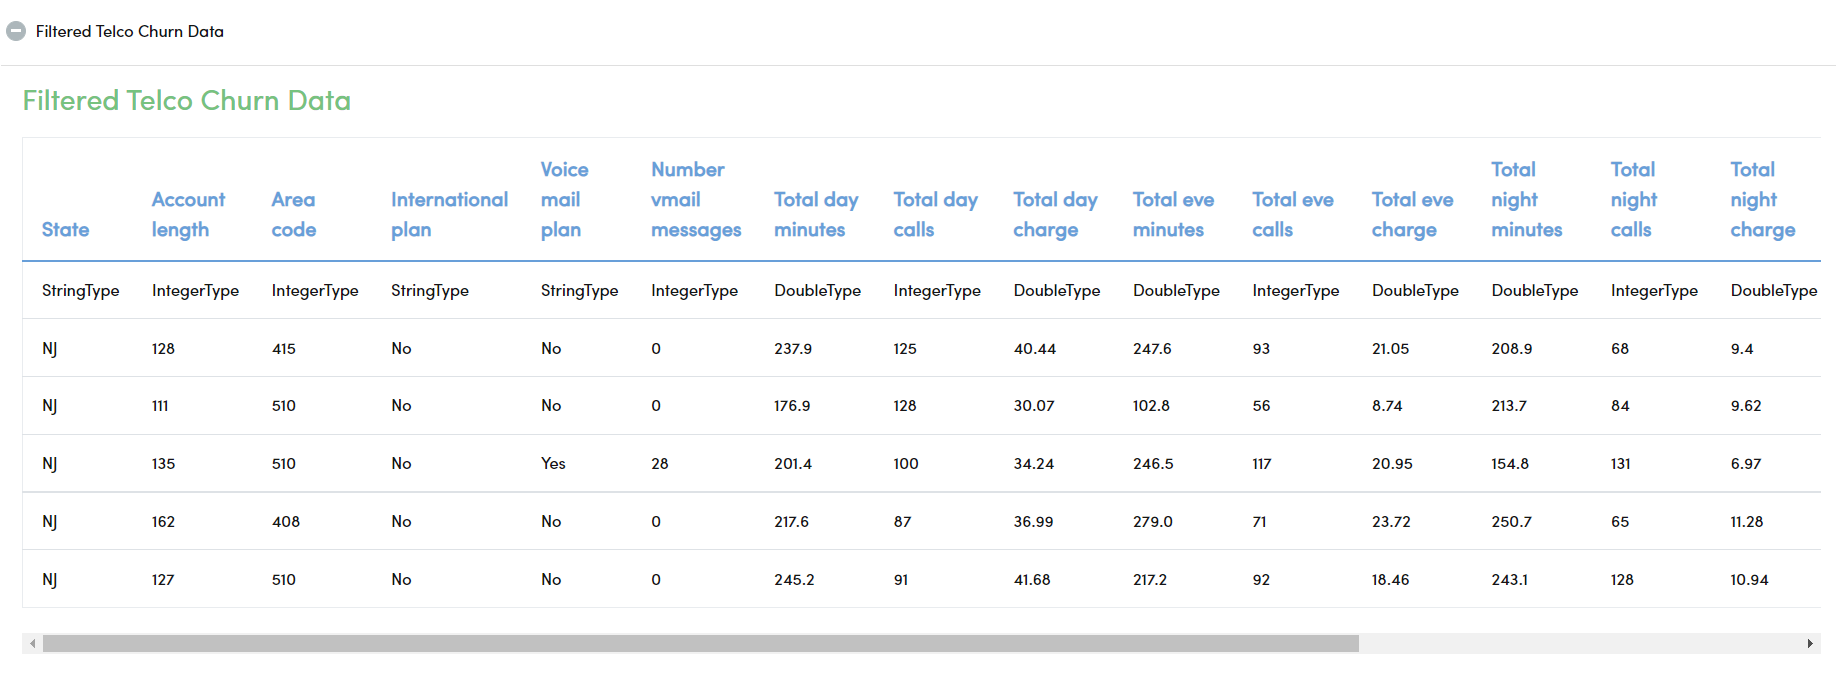 Filtered Telco Churn Data
Filtered Telco Churn Data
State Account length Area code International plan Voice mail plan Number vmail messages Total day minutes Total day calls Total day charge Total eve minutes Total eve calls Total eve charge Total night minutes Total night calls Total night charge
StringType IntegerType IntegerType StringType StringType IntegerType DoubleType IntegerType DoubleType DoubleType IntegerType DoubleType DoubleType IntegerType DoubleType
NJ 128 415 No No 0 237.9 125 40.44 247.6 93 21.05 208.9 68 9.4
NJ 111 510 No No 0 176.9 128 30.07 102.8 56 8.74 213.7 84 9.62
NJ 135 510 No Yes 28 201.4 100 34.24 246.5 117 20.95 154.8 131 6.97
NJ 162 408 No No 0 217.6 87 36.99 279.0 71 23.72 250.7 65 11.28
NJ 127 510 No No 0 245.2 91 41.68 217.2 92 18.46 243.1 128 10.94